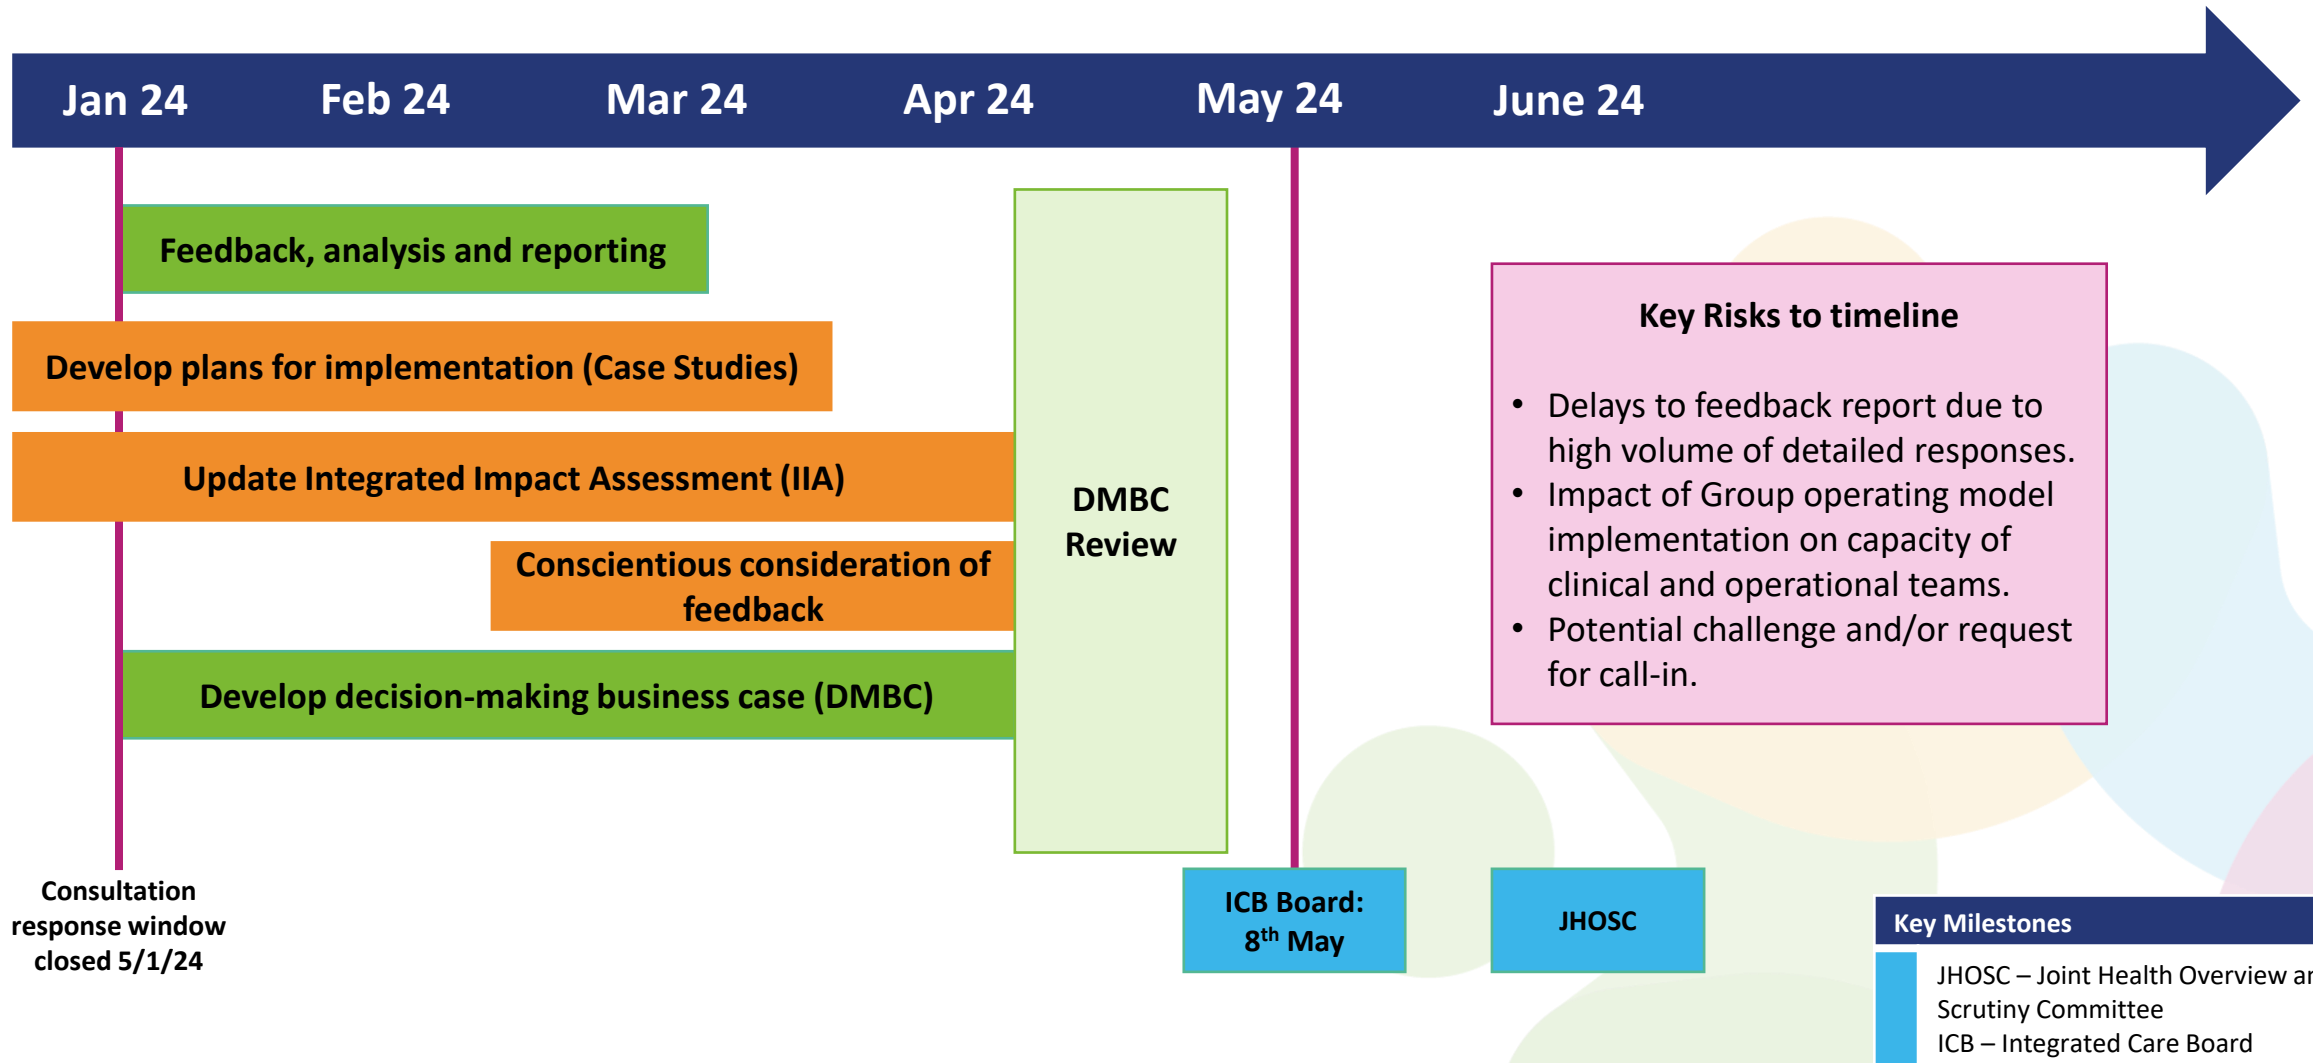 Jan 24
Feb 24
Mar 24
Apr 24
May 24
June 24
Feedback, analysis and reporting
Develop plans for implementation (Case Studies)
Update Integrated Impact Assessment (IIA)
Conscientious consideration of
feedback
Develop decision-making business case (DMBC)
DMBC
Review
Key Risks to timeline
• Delays to feedback report due to
high volume of detailed responses.
• Impact of Group operating model
implementation on capacity of
clinical and operational teams.
• Potential challenge and/or request
for call-in.
Consultation
response window
closed 5/1/24
ICB Board:
8th May
JHOSC
Key Milestones
JHOSC – Joint Health Overview
Scrutiny Committee
ICB – Integrated Care Board